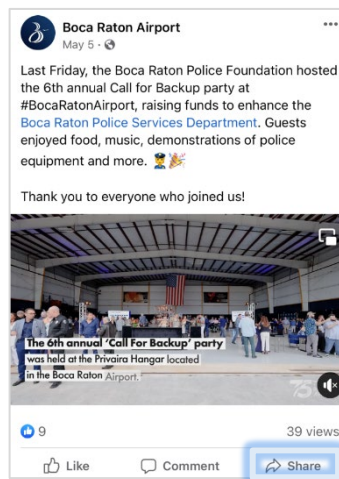 Boca Raton Airport
May 5 ·
Last Friday, the Boca Raton Police Foundation hosted
the 6th annual Call for Backup party at
#BocaRatonAirport, raising funds to enhance the
Boca Raton Police Services Department. Guests
enjoyed food, music, demonstrations of police
equipment and more. 👮🎉
Thank you to everyone who joined us!
The 6th annual 'Call For Backup' party
was held at the Privaira Hangar located
in the Boca Raton Airport.
9
39 views
Like
Comment
Share